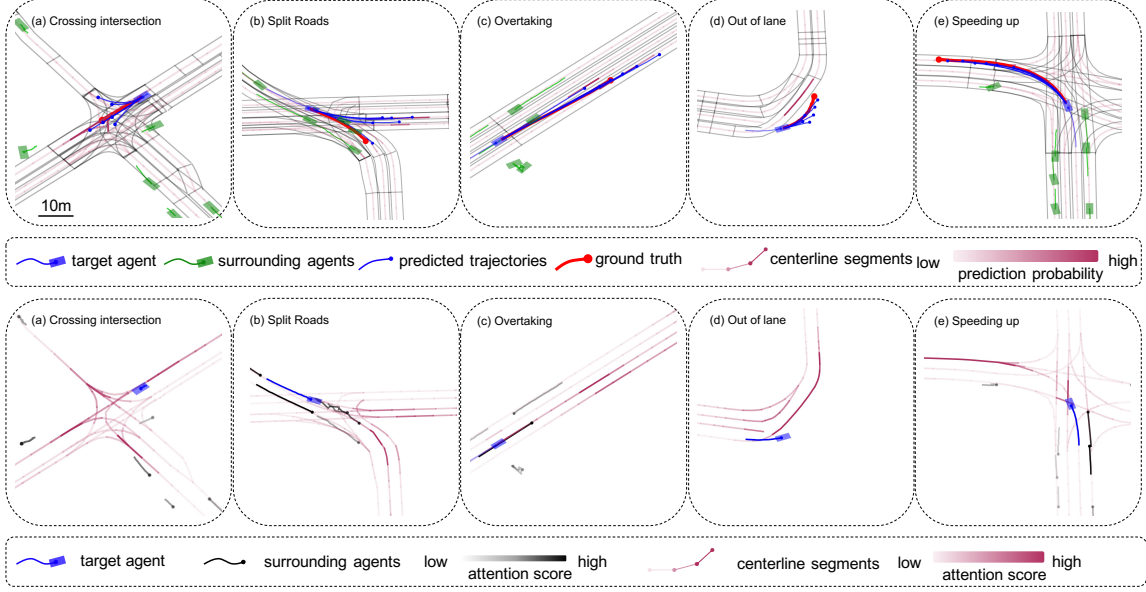 (a) Crossing intersection
(b) Split Roads
(c) Overtaking
(d) Out of lane
(e) Speeding up
10m
target agent
surrounding agents
predicted trajectories
ground truth
centerline segments
low
high
prediction probability
(a) Crossing intersection
(b) Split Roads
(c) Overtaking
(d) Out of lane
(e) Speeding up
target agent
surrounding agents
low
high
attention score
centerline segments
low
high
attention score